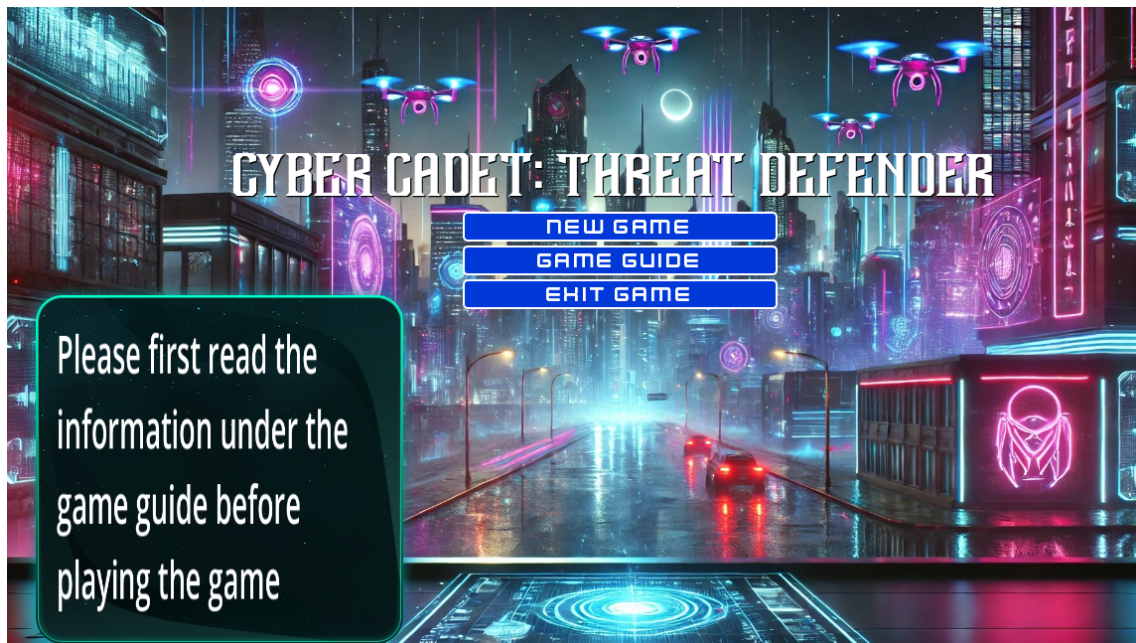 CYBER CADET: THREAT DEFENDER
NEW GAME
GAME GUIDE
EXIT GAME
Please first read the
information under the
game guide before
playing the game